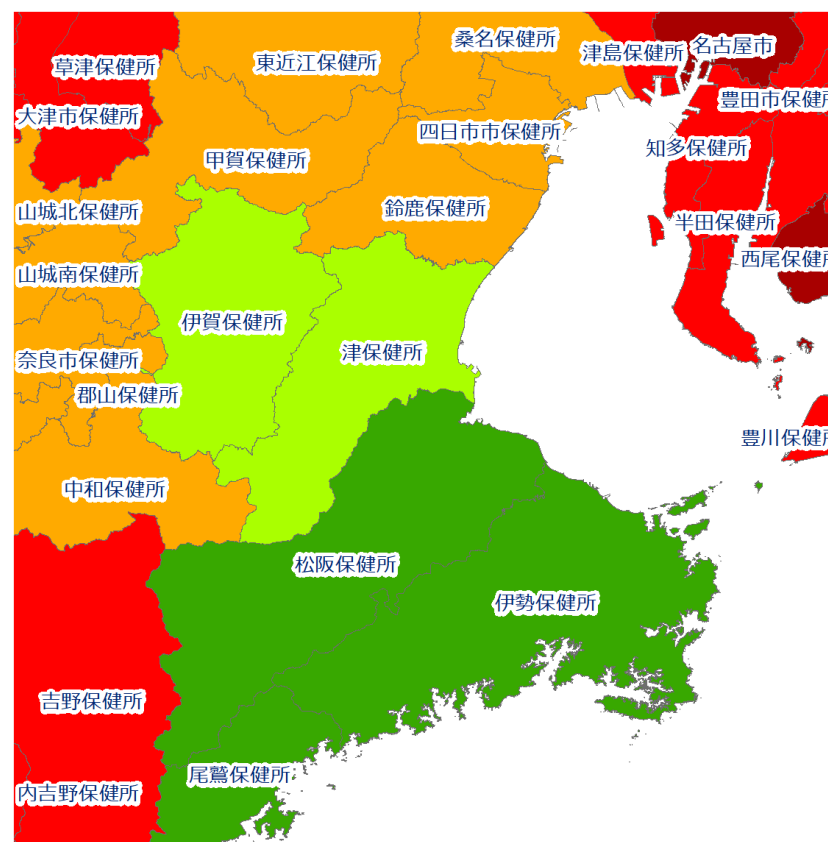 桑名保健所
津島保健所
名古屋市
草津保健所
東近江保健所
豊田市保健所
大津市保健所
四日市市保健所
知多保健所
甲賀保健所
山城北保健所
鈴鹿保健所
半田保健所
西尾保健所
山城南保健所
伊賀保健所
津保健所
奈良市保健所
郡山保健所
豊川保健所
中和保健所
松阪保健所
伊勢保健所
吉野保健所
尾鷲保健所
内吉野保健所